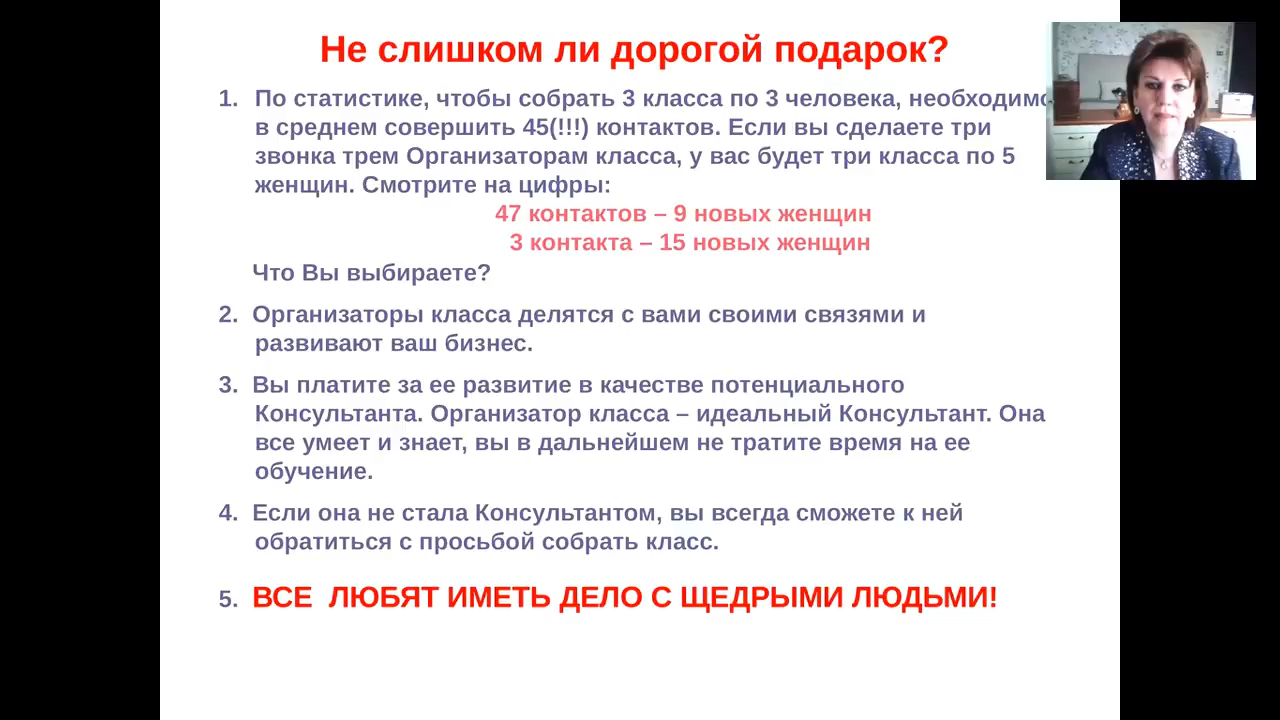 Не слишком ли дорогой подарок?
1. По статистике, чтобы собрать 3 класса по 3 человека, необходимо
в среднем совершить 45(!!!) контактов. Если вы сделаете три
звонка трем Организаторам класса, у вас будет три класса по 5
женщин. Смотрите на цифры:
47 контактов – 9 новых женщин
3 контакта – 15 новых женщин
Что Вы выбираете?
2. Организаторы класса делятся с вами своими связями и
развивают ваш бизнес.
3. Вы платите за ее развитие в качестве потенциального
Консультанта. Организатор класса – идеальный Консультант. Она
все умеет и знает, вы в дальнейшем не тратите время на ее
обучение.
4. Если она не стала Консультантом, вы всегда сможете к ней
обратиться с просьбой собрать класс.
5. ВСЕ ЛЮБЯТ ИМЕТЬ ДЕЛО С ЩЕДРЫМИ ЛЮДЬМИ!